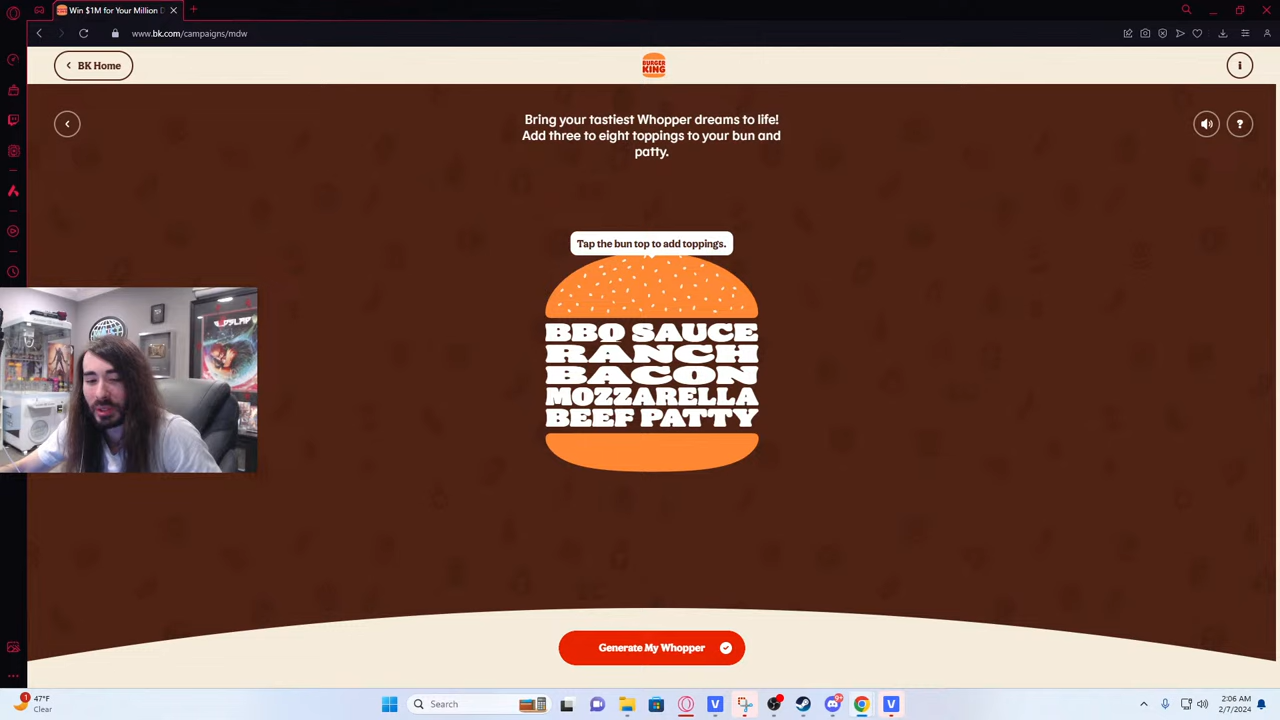 Win $1M for Your Million D
www.bk.com/campaigns/mdw
BK Home
BURGER
KING
Bring your tastiest Whopper dreams to life!
Add three to eight toppings to your bun and
patty.
?
Tap the bun top to add toppings.
BBQ SAUCE
RANCH
BACON
MOZZARELLA
BEEF PATTY
Generate My Whopper
1
47°F
Clear
Search
9+
2:06 AM
2/7/2024